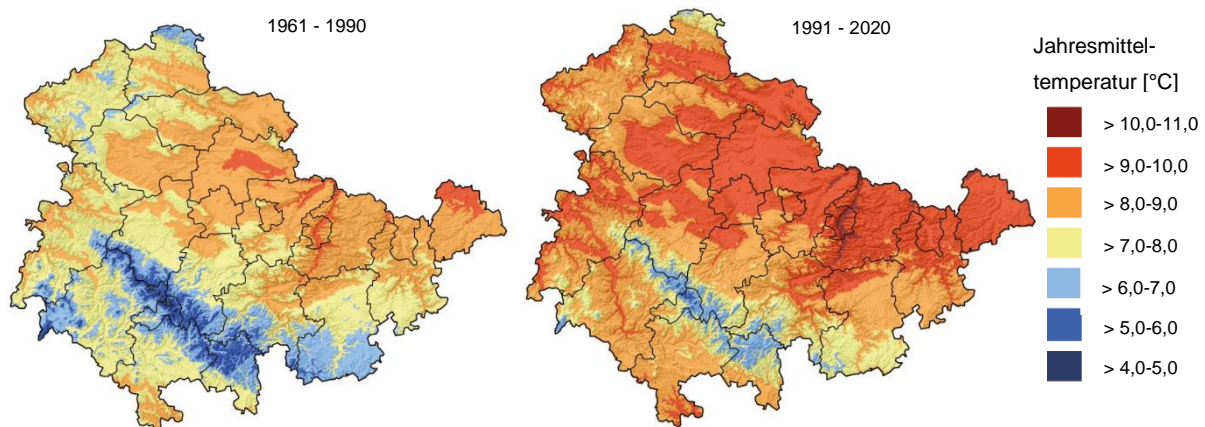 1961 - 1990
1991 - 2020
Jahresmittel-
temperatur [°C]
> 10,0-11,0
> 9,0-10,0
> 8,0-9,0
> 7,0-8,0
> 6,0-7,0
> 5,0-6,0
> 4,0-5,0